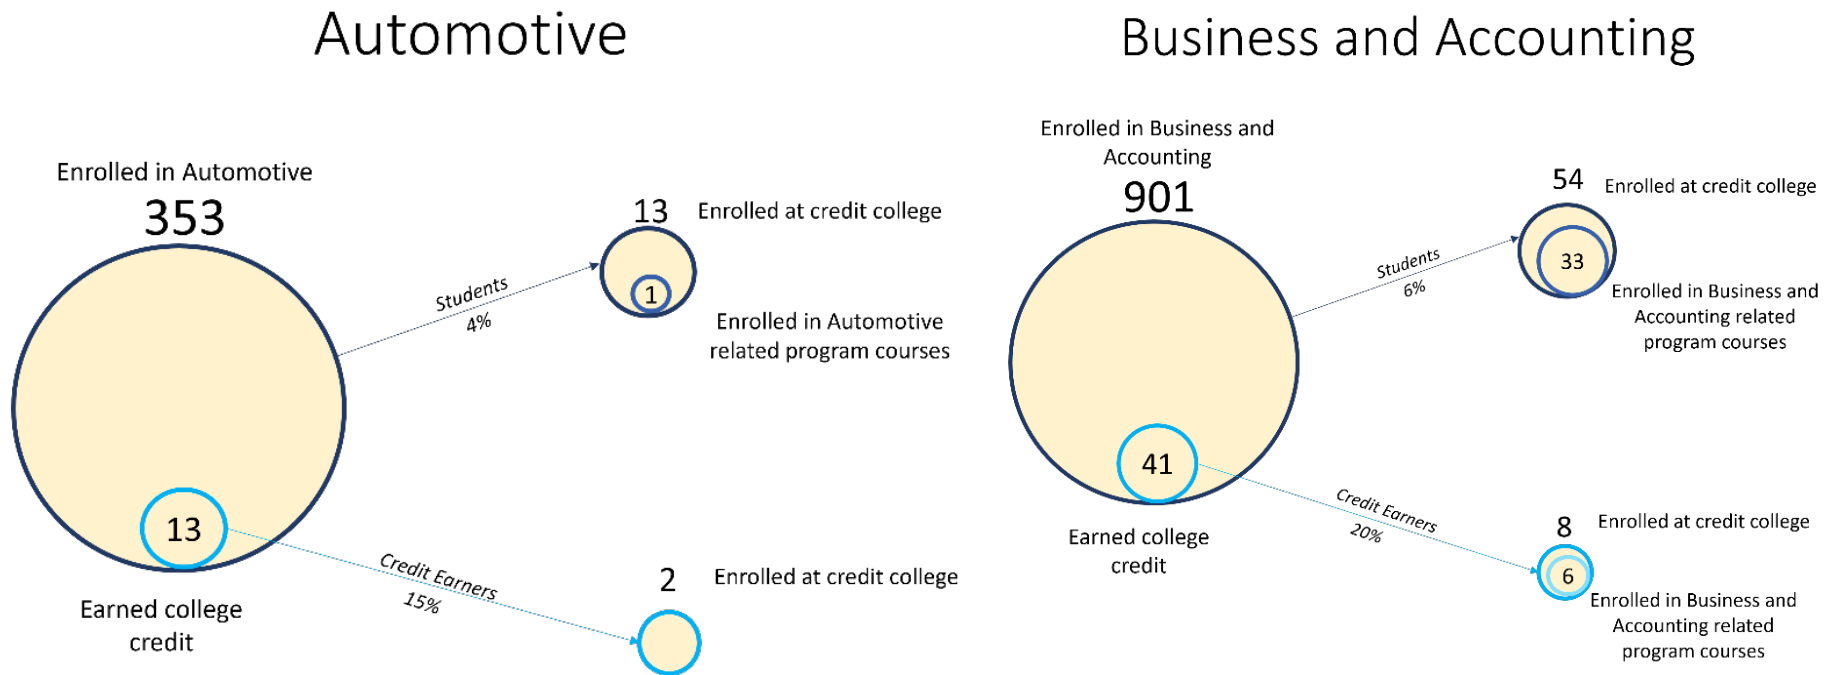 Automotive
Enrolled in Automotive
353
13
Enrolled at credit college
Students
4%
1
Enrolled in Automotive
related program courses
13
Earned college
credit
Credit Earners
15%
2
Enrolled at credit college
Business and Accounting
Enrolled in Business and
Accounting
901
54
Enrolled at credit college
Students
6%
33
Enrolled in Business and
Accounting related
program courses
41
Earned college
credit
Credit Earners
20%
8
Enrolled at credit college
6
Enrolled in Business and
Accounting related
program courses